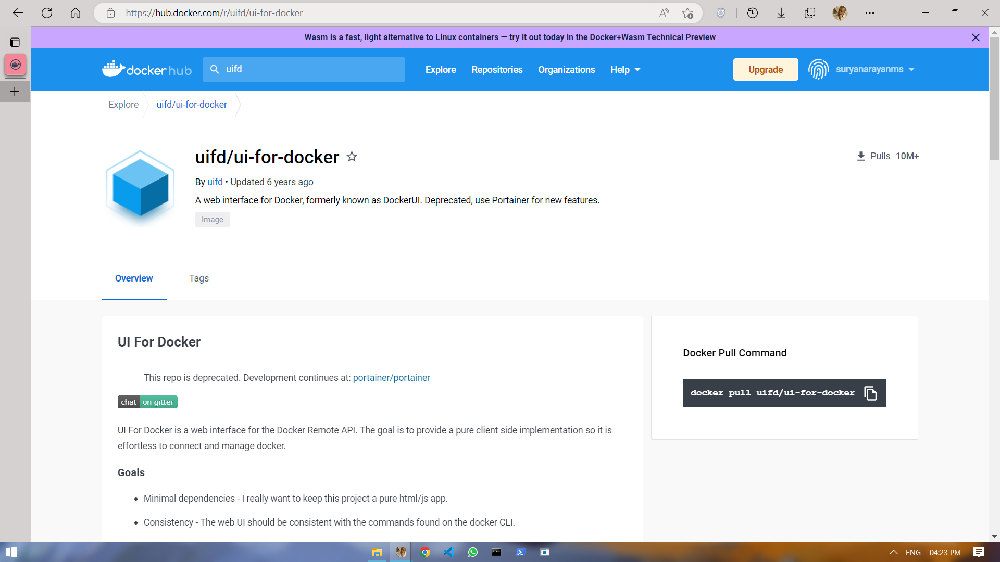 https://hub.docker.com/r/uifd/ui-for-docker
Wasm is a fast, light alternative to Linux containers — try it out today in the Docker+Wasm Technical Preview
docker hub
uifd
Explore
Repositories
Organizations
Help
Upgrade
suryanarayanms
Explore
uifd/ui-for-docker
uifd/ui-for-docker
Pulls 10M+
By uifd • Updated 6 years ago
A web interface for Docker, formerly known as DockerUI. Deprecated, use Portainer for new features.
Image
Overview
Tags
UI For Docker
This repo is deprecated. Development continues at: portainer/portainer
chat on gitter
UI For Docker is a web interface for the Docker Remote API. The goal is to provide a pure client side implementation so it is
effortless to connect and manage docker.
Goals
• Minimal dependencies - I really want to keep this project a pure html/js app.
• Consistency - The web UI should be consistent with the commands found on the docker CLI.
Docker Pull Command
docker pull uifd/ui-for-docker
ENG
04:23 PM